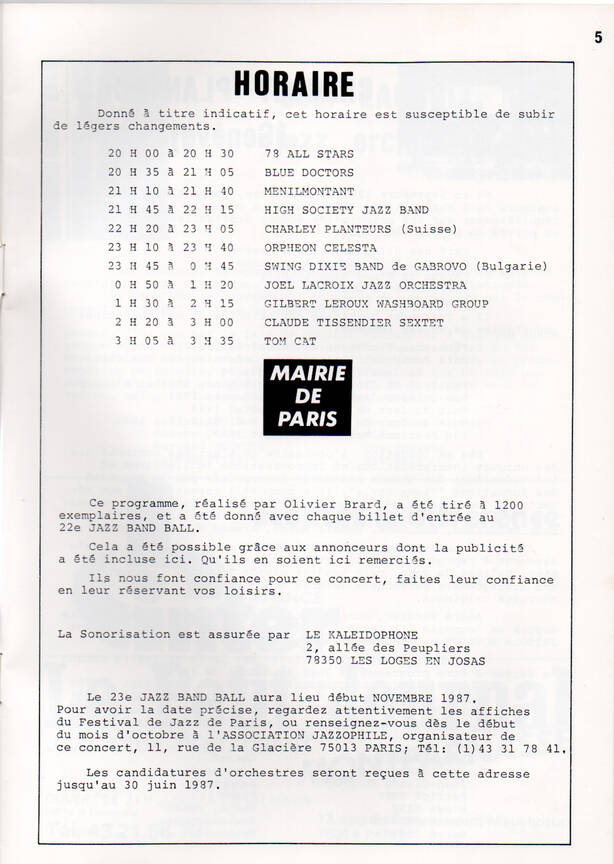 5
HORAIRE
Donné à titre indicatif, cet horaire est susceptible de subir
de légers changements.
20 H 00 à 20 H 30 78 ALL STARS
20 H 35 à 21 H 05 BLUE DOCTORS
21 H 10 à 21 H 40 MENILMONTANT
21 H 45 à 22 H 15 HIGH SOCIETY JAZZ BAND
22 H 20 à 23 H 05 CHARLEY PLANTEURS (Suisse)
23 H 10 à 23 H 40 ORPHEON CELESTA
23 H 45 à 0 H 45 SWING DIXIE BAND de GABROVO (Bulgarie)
0 H 50 à 1 H 20 JOEL LACROIX JAZZ ORCHESTRA
1 H 30 à 2 H 15 GILBERT LEROUX WASHBOARD GROUP
2 H 20 à 3 H 00 CLAUDE TISSENDIER SEXTET
3 H 05 à 3 H 35 TOM CAT
MAIRIE
DE
PARIS
Ce programme, réalisé par Olivier Brard, a été tiré à 1200
exemplaires, et a été donné avec chaque billet d'entrée au
22e JAZZ BAND BALL.
Cela a été possible grâce aux annonceurs dont la publicité
a été incluse ici. Qu'ils en soient ici remerciés.
Ils nous font confiance pour ce concert, faites leur confiance
en leur réservant vos loisirs.
La Sonorisation est assurée par LE KALEIDOPHONE
2, allée des Peupliers
78350 LES LOGES EN JOSAS
Le 23e JAZZ BAND BALL aura lieu début NOVEMBRE 1987.
Pour avoir la date précise, regardez attentivement les affiches
du Festival de Jazz de Paris, ou renseignez-vous dès le début
du mois d'octobre à l'ASSOCIATION JAZZOPHILE, organisateur de
ce concert, 11, rue de la Glacière 75013 PARIS; Tél: (1)43 31 78 41.
Les candidatures d'orchestres seront reçues à cette adresse
jusqu'au 30 juin 1987.